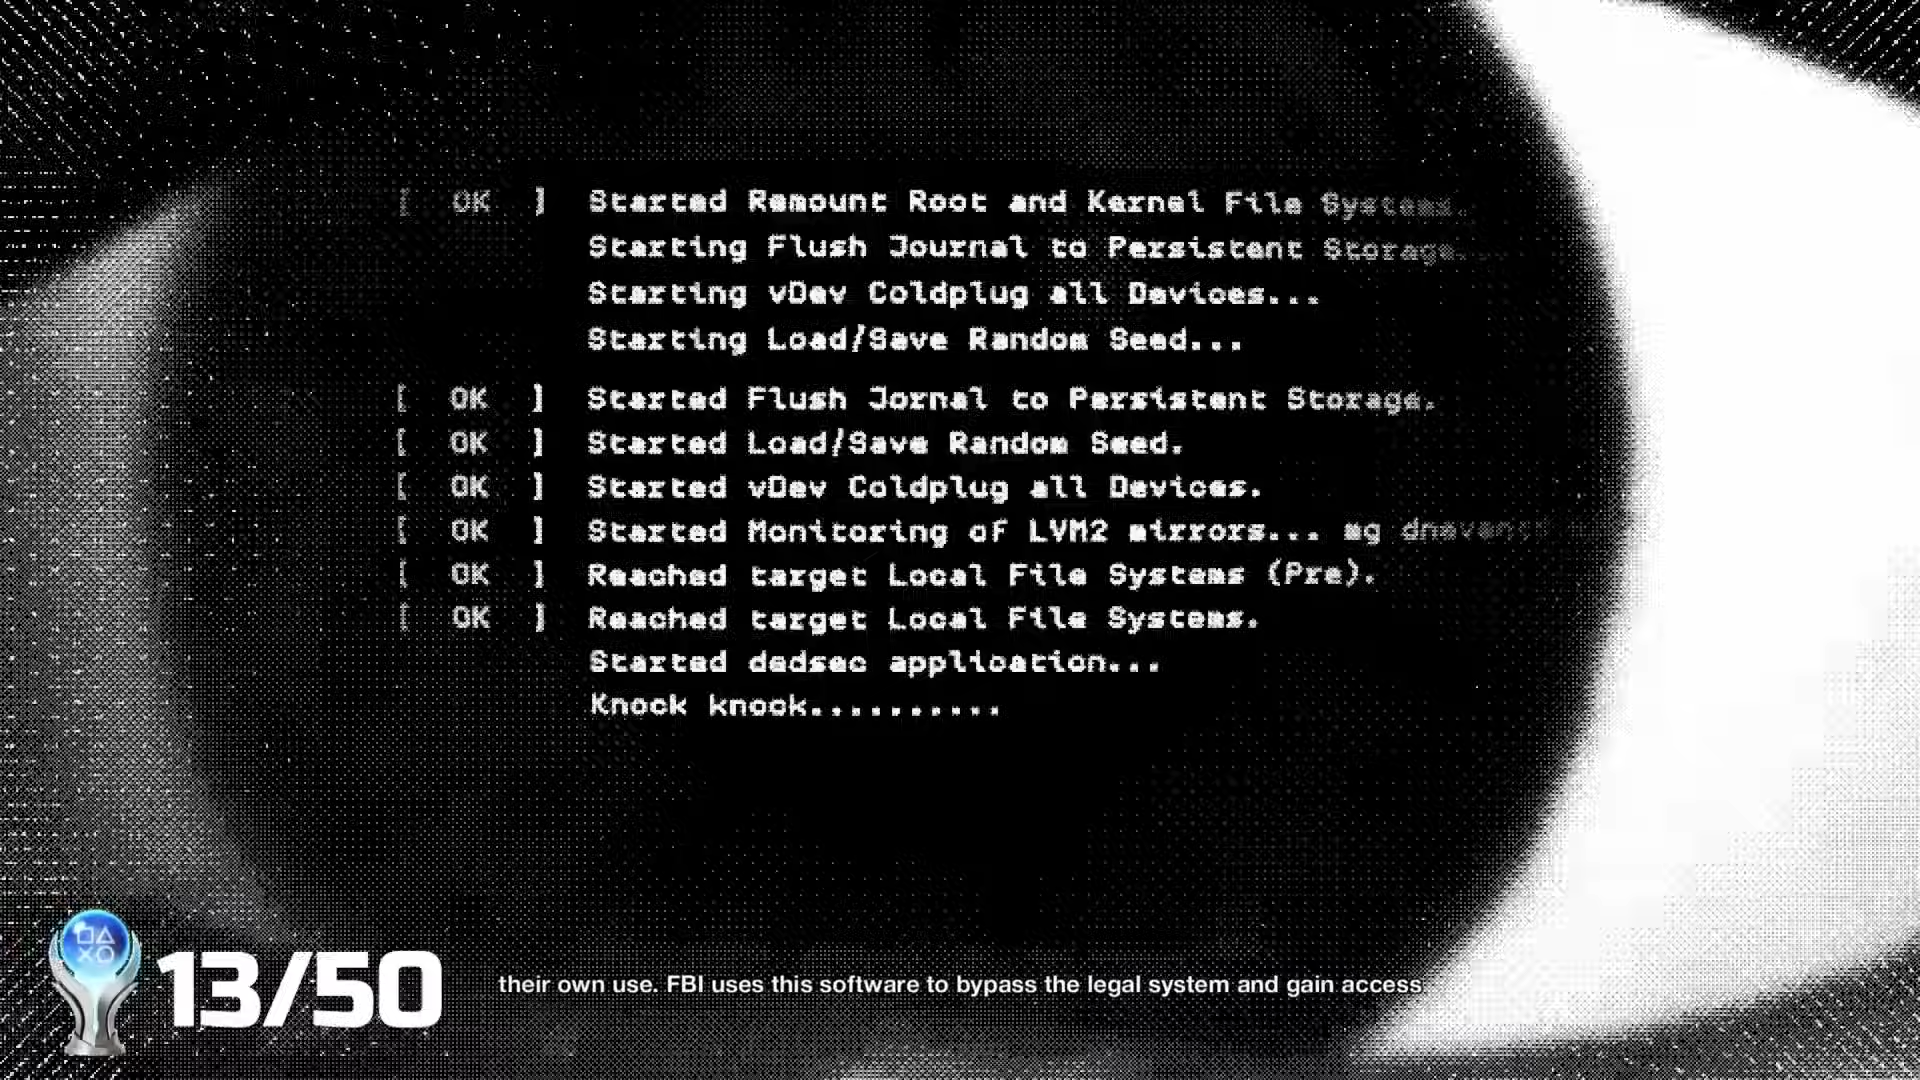 [ OK ] Started Remount Root and Kernel File Systems.
Starting Flush Journal to Persistent Storage...
Starting vDev Coldplug all Devices...
Starting Load/Save Random Seed...
[ OK ] Started Flush Jornal to Persistent Storage.
[ OK ] Started Load/Save Random Seed.
[ OK ] Started vDev Coldplug all Devices.
[ OK ] Started Monitoring of LVM2 mirrors... mg
[ OK ] Reached target Local File Systems (Pre).
[ OK ] Reached target Local File Systems.
Started dedsec application...
Knock knock..........
13/50
their own use. FBI uses this software to bypass the legal system and gain access